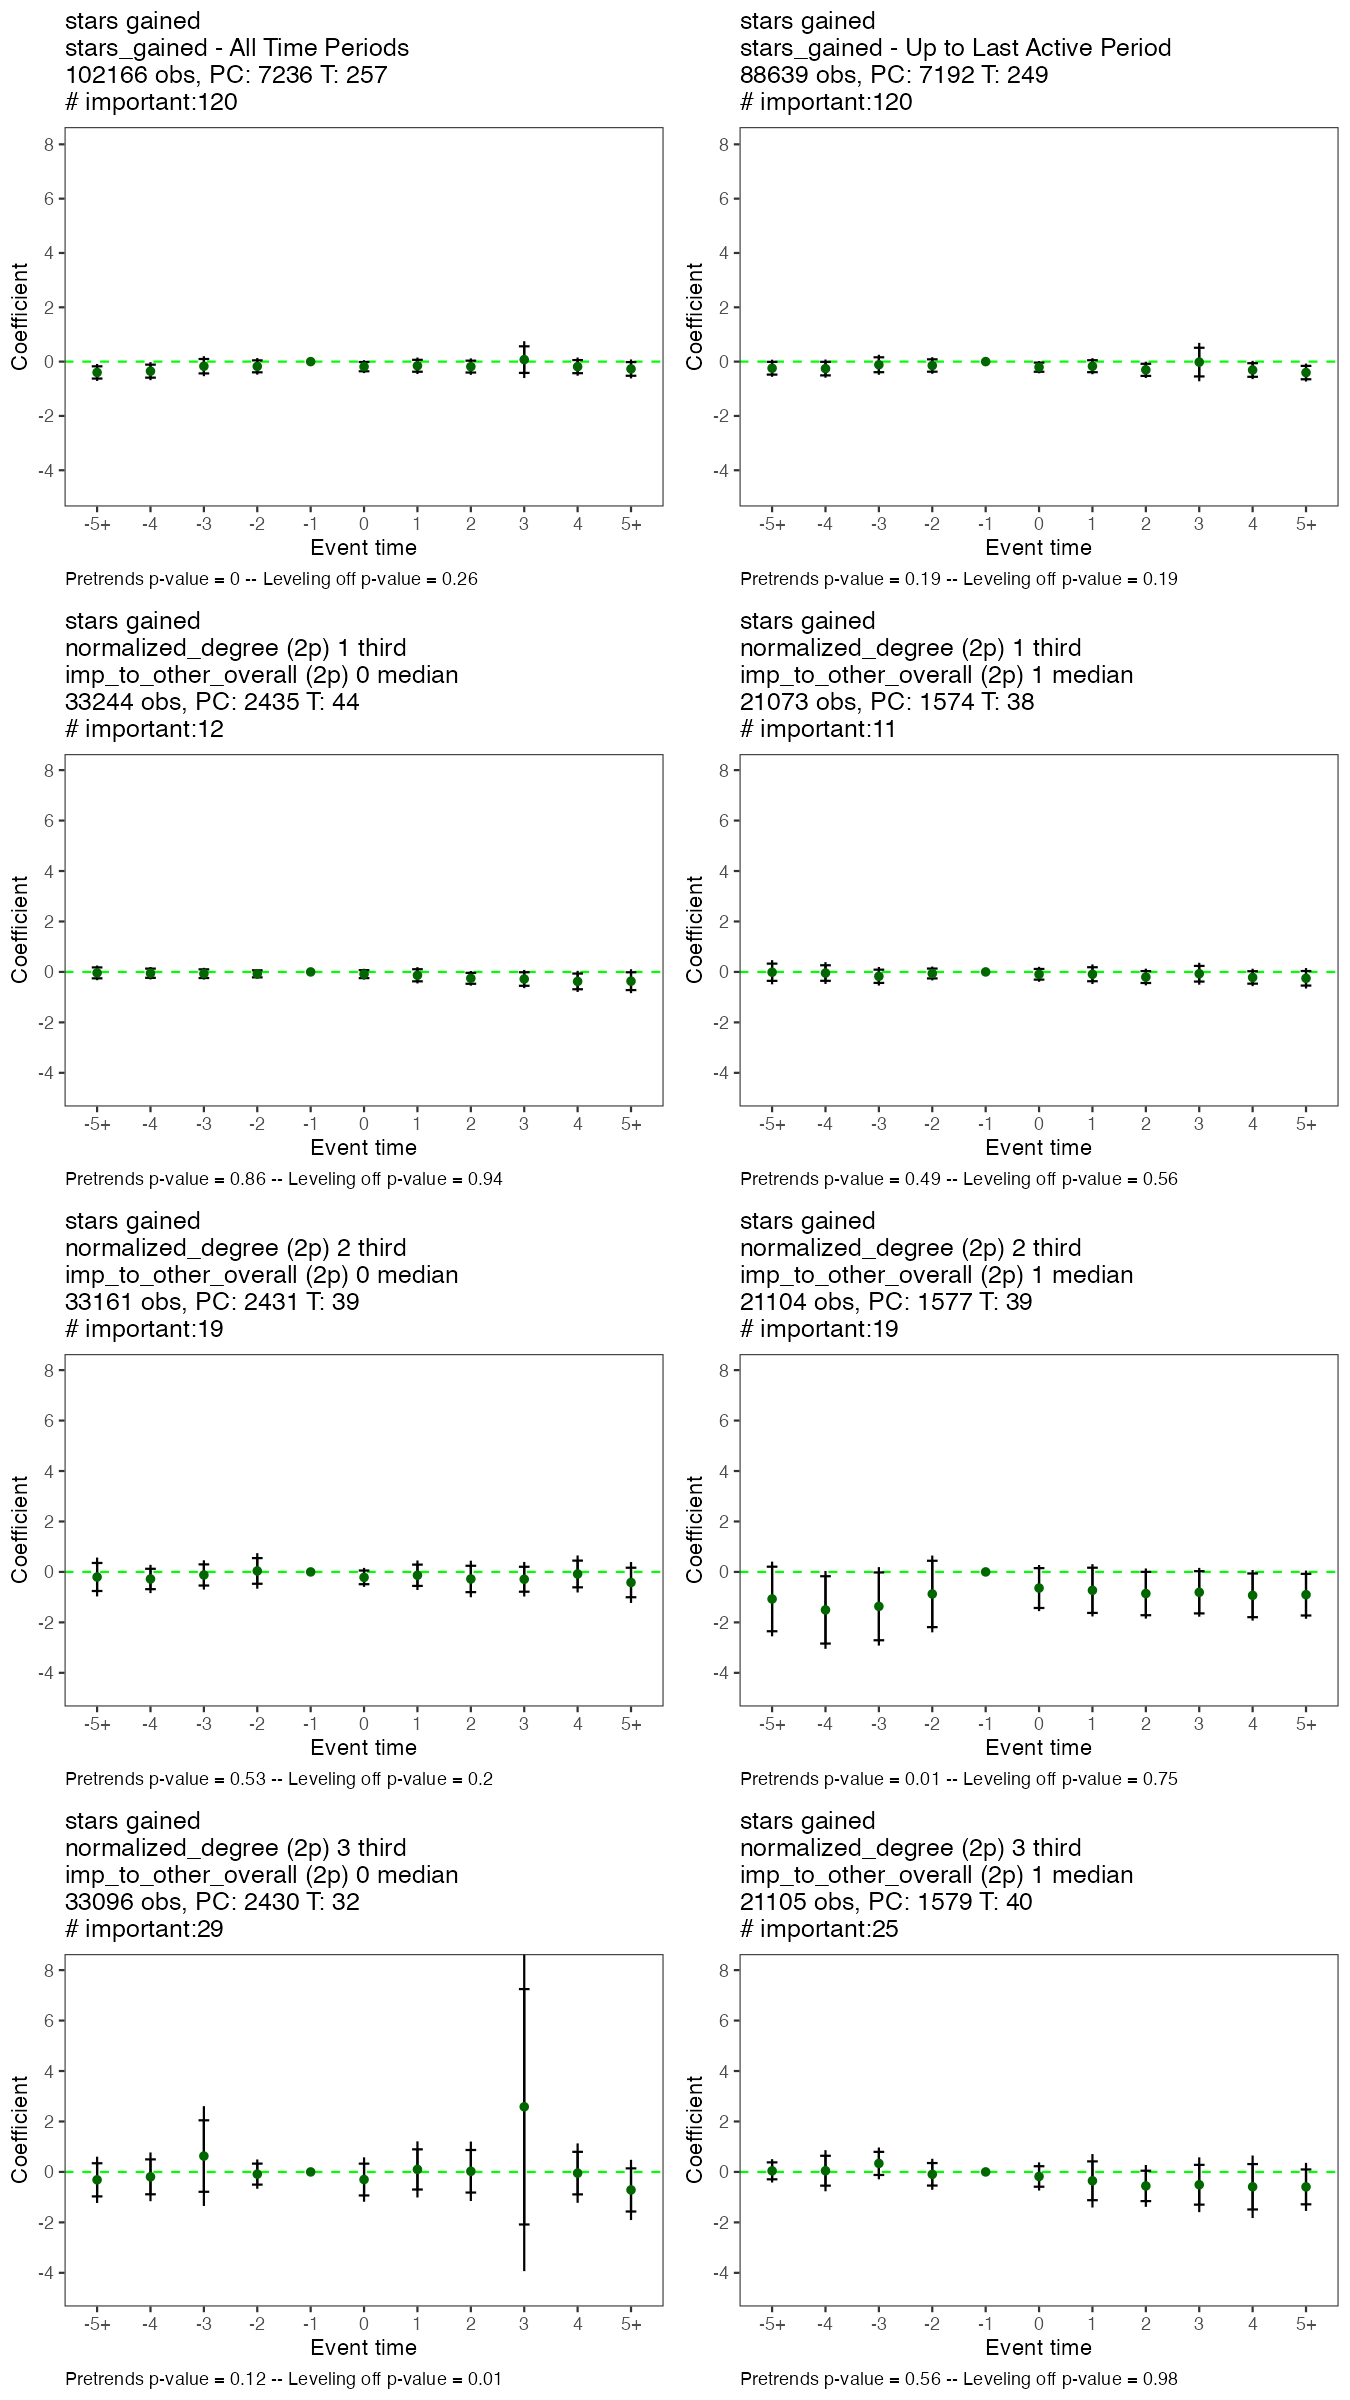 stars gained
stars_gained - All Time Periods
102166 obs, PC: 7236 T: 257
# important:120
8
6
4
2
0
-2
-4
Coefficient
-5+ -4 -3 -2 -1 0 1 2 3 4 5+
Event time
Pretrends p-value = 0 -- Leveling off p-value = 0.26
stars gained
stars_gained - Up to Last Active Period
88639 obs, PC: 7192 T: 249
# important:120
8
6
4
2
0
-2
-4
Coefficient
-5+ -4 -3 -2 -1 0 1 2 3 4 5+
Event time
Pretrends p-value = 0.19 -- Leveling off p-value = 0.19
stars gained
normalized_degree (2p) 1 third
imp_to_other_overall (2p) 0 median
33244 obs, PC: 2435 T: 44
# important:12
8
6
4
2
0
-2
-4
Coefficient
-5+ -4 -3 -2 -1 0 1 2 3 4 5+
Event time
Pretrends p-value = 0.86 -- Leveling off p-value = 0.94
stars gained
normalized_degree (2p) 1 third
imp_to_other_overall (2p) 1 median
21073 obs, PC: 1574 T: 38
# important:11
8
6
4
2
0
-2
-4
Coefficient
-5+ -4 -3 -2 -1 0 1 2 3 4 5+
Event time
Pretrends p-value = 0.49 -- Leveling off p-value = 0.56
stars gained
normalized_degree (2p) 2 third
imp_to_other_overall (2p) 0 median
33161 obs, PC: 2431 T: 39
# important:19
8
6
4
2
0
-2
-4
Coefficient
-5+ -4 -3 -2 -1 0 1 2 3 4 5+
Event time
Pretrends p-value = 0.53 -- Leveling off p-value = 0.2
stars gained
normalized_degree (2p) 2 third
imp_to_other_overall (2p) 1 median
21104 obs, PC: 1577 T: 39
# important:19
8
6
4
2
0
-2
-4
Coefficient
-5+ -4 -3 -2 -1 0 1 2 3 4 5+
Event time
Pretrends p-value = 0.01 -- Leveling off p-value = 0.75
stars gained
normalized_degree (2p) 3 third
imp_to_other_overall (2p) 0 median
33096 obs, PC: 2430 T: 32
# important:29
8
6
4
2
0
-2
-4
Coefficient
-5+ -4 -3 -2 -1 0 1 2 3 4 5+
Event time
Pretrends p-value = 0.12 -- Leveling off p-value = 0.01
stars gained
normalized_degree (2p) 3 third
imp_to_other_overall (2p) 1 median
21105 obs, PC: 1579 T: 40
# important:25
8
6
4
2
0
-2
-4
Coefficient
-5+ -4 -3 -2 -1 0 1 2 3 4 5+
Event time
Pretrends p-value = 0.56 -- Leveling off p-value = 0.98